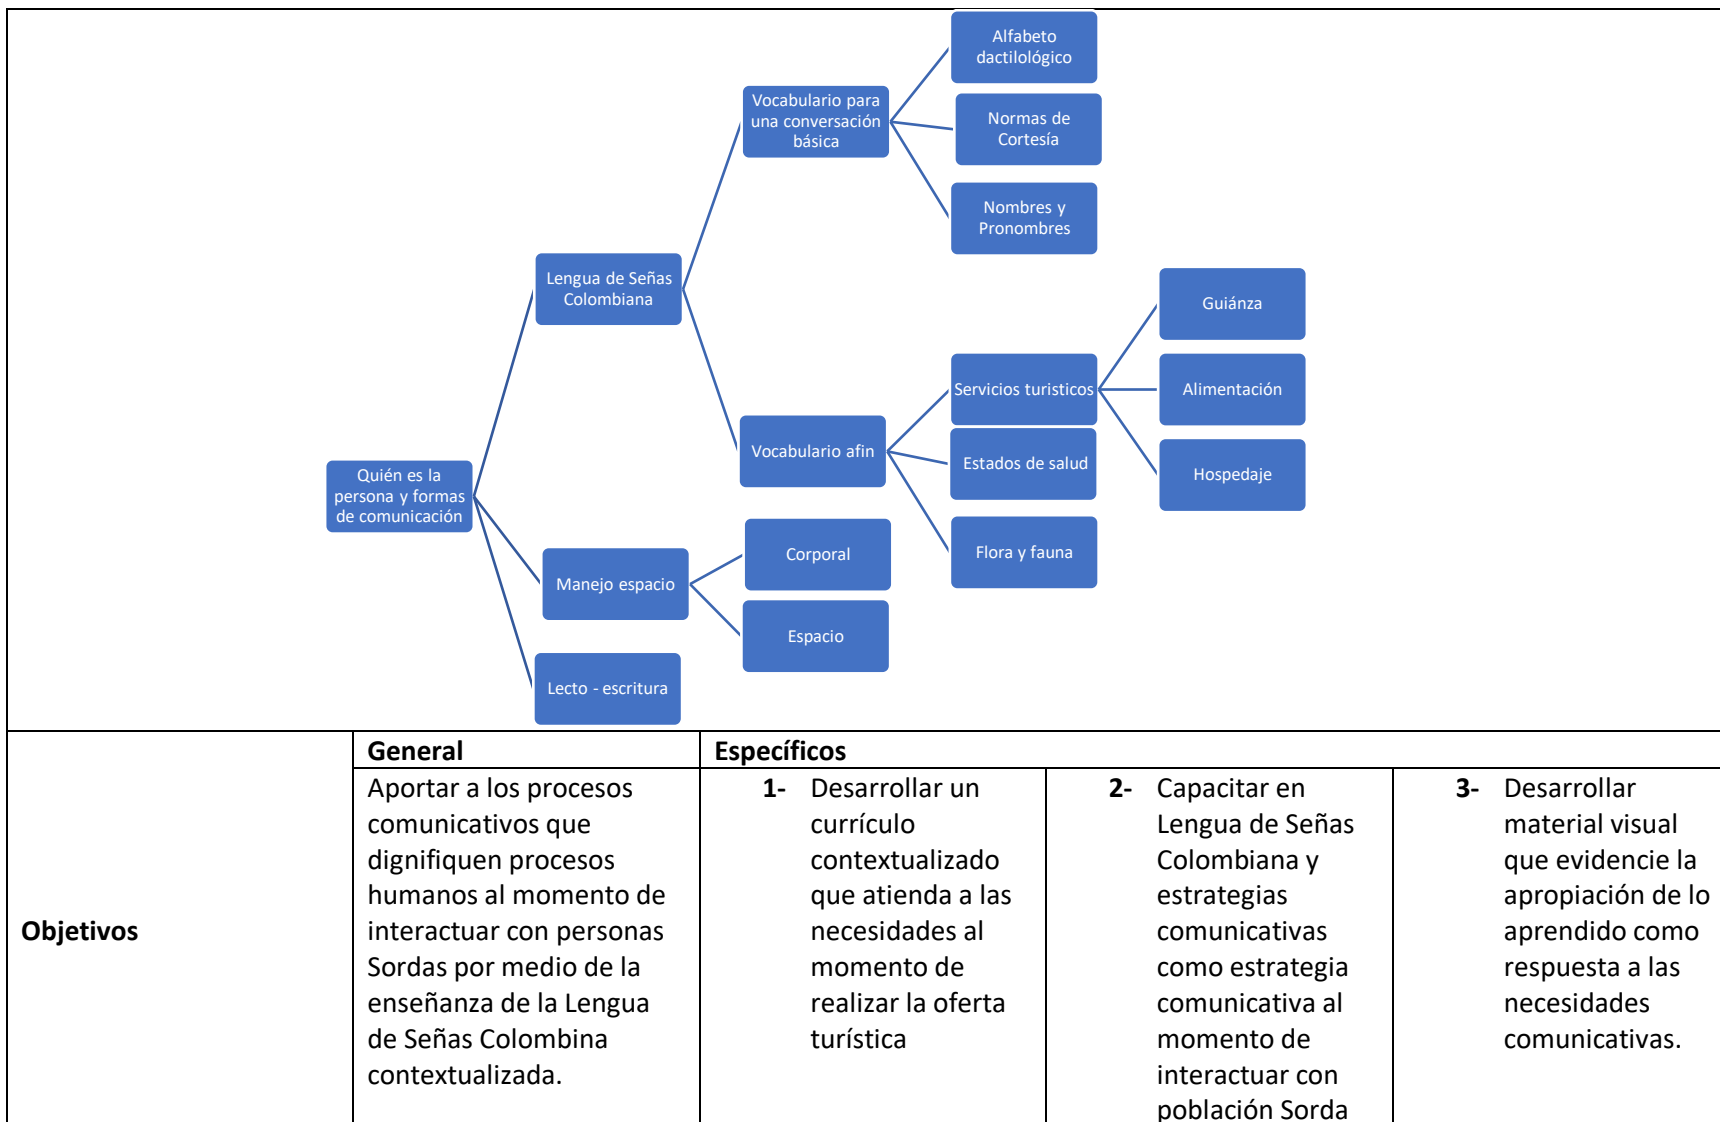 Alfabeto
dactilológico
Vocabulario para
una conversación
básica
Normas de
Cortesía
Nombres y
Pronombres
Lengua de Señas
Colombiana
Guiánza
Servicios turisticos
Alimentación
Vocabulario afin
Estados de salud
Hospedaje
Quién es la
persona y formas
de comunicación
Flora y fauna
Corporal
Manejo espacio
Espacio
Lecto - escritura
General
Específicos
Objetivos
Aportar a los procesos
comunicativos que
dignifiquen procesos
humanos al momento de
interactuar con personas
Sordas por medio de la
enseñanza de la Lengua
de Señas Colombina
contextualizada.
1- Desarrollar un
currículo
contextualizado
que atienda a las
necesidades al
momento de
realizar la oferta
turística
2- Capacitar en
Lengua de Señas
Colombiana y
estrategias
comunicativas
como estrategia
comunicativa al
momento de
interactuar con
población Sorda
3- Desarrollar
material visual
que evidencie la
apropiación de lo
aprendido como
respuesta a las
necesidades
comunicativas.